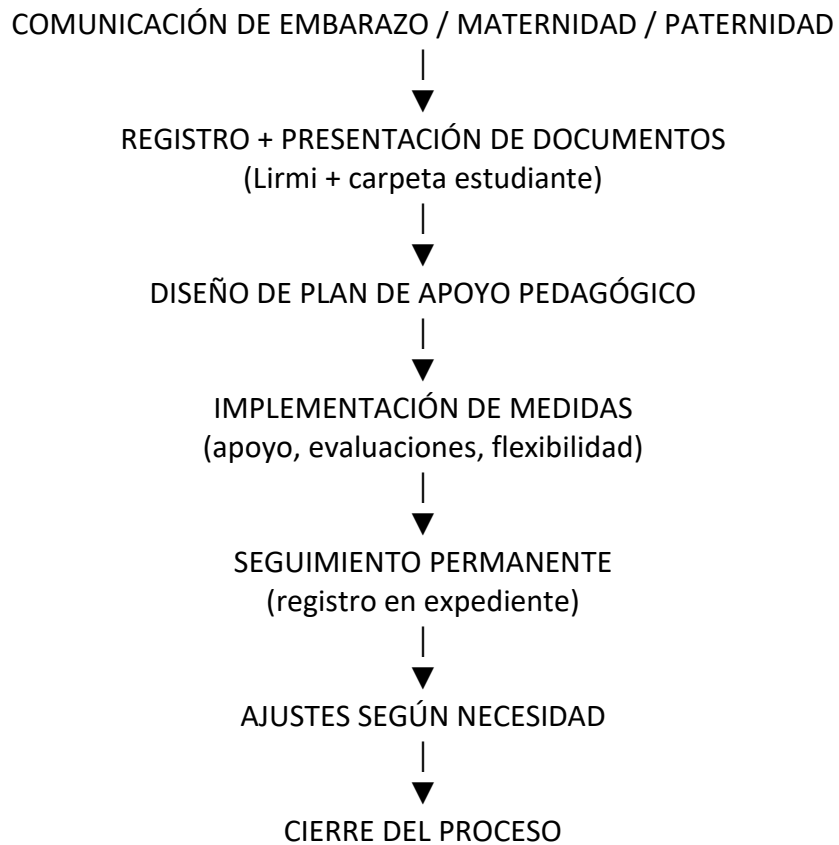 COMUNICACIÓN DE EMBARAZO / MATERNIDAD / PATERNIDAD
|
▼
REGISTRO + PRESENTACIÓN DE DOCUMENTOS
(Lirmi + carpeta estudiante)
|
▼
DISEÑO DE PLAN DE APOYO PEDAGÓGICO
|
▼
IMPLEMENTACIÓN DE MEDIDAS
(apoyo, evaluaciones, flexibilidad)
|
▼
SEGUIMIENTO PERMANENTE
(registro en expediente)
|
▼
AJUSTES SEGÚN NECESIDAD
|
▼
CIERRE DEL PROCESO